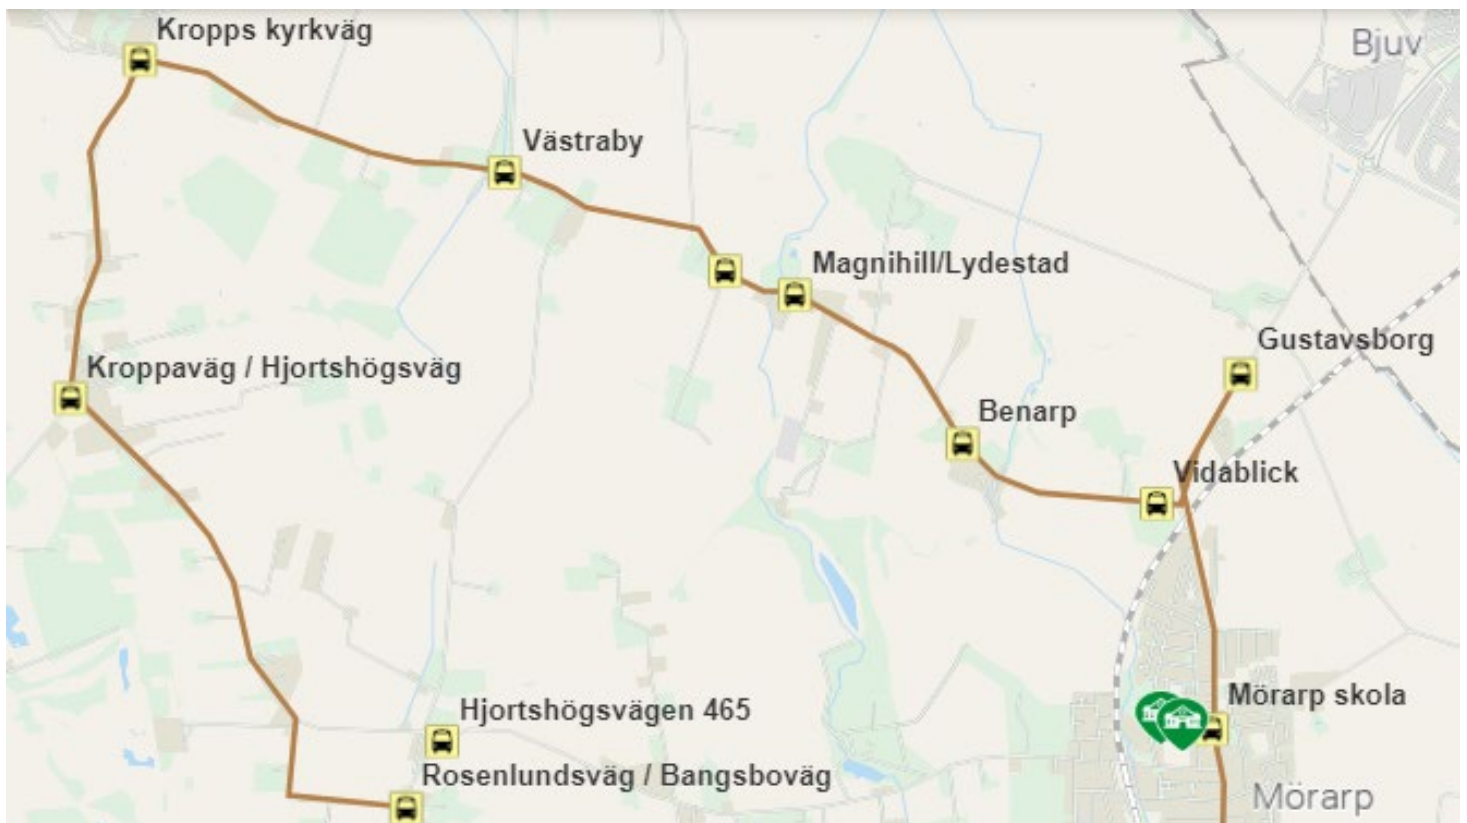 Kropps kyrkväg
Bjuv
Västraby
Magnihill/Lydestad
Gustavsborg
Kroppaväg / Hjortshögsväg
Benarp
Vidablick
Mörarp skola
Hjortshögsvägen 465
Rosenlundsväg / Bangsboväg
Mörarp